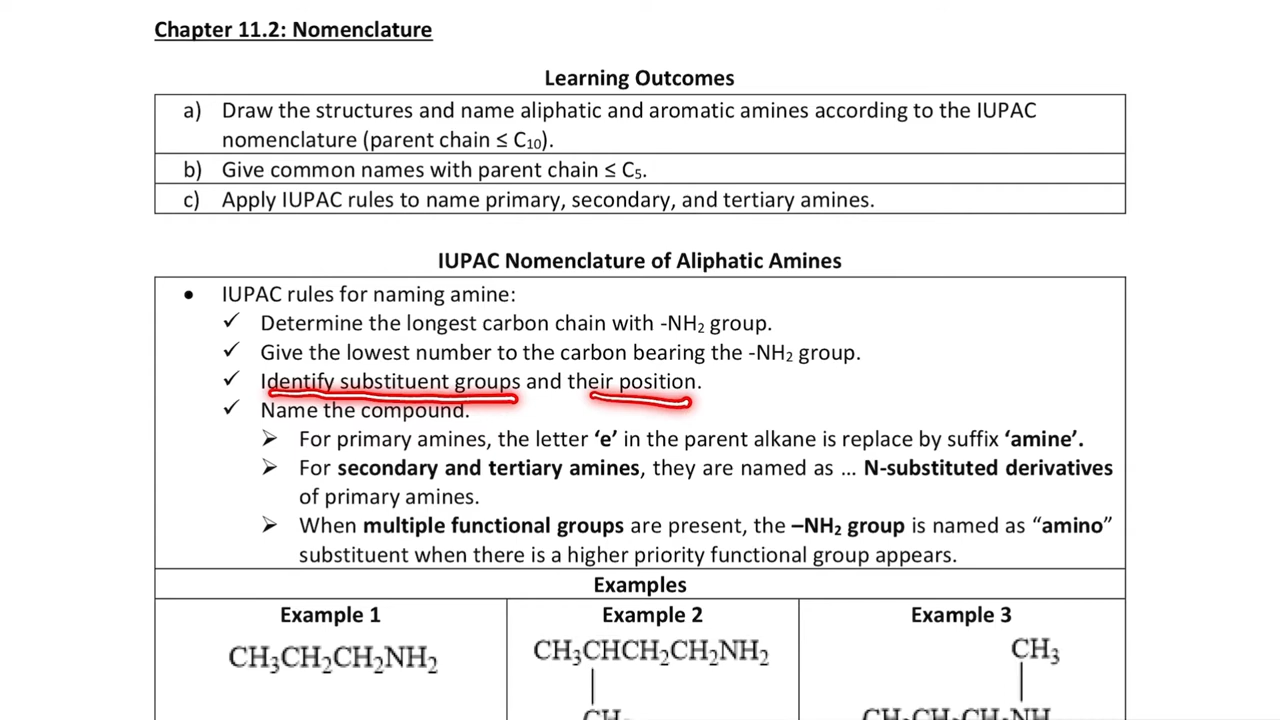 Chapter 11.2: Nomenclature
Learning Outcomes
a) Draw the structures and name aliphatic and aromatic amines according to the IUPAC
nomenclature (parent chain ≤ C₁₀).
b) Give common names with parent chain ≤ C₅.
c) Apply IUPAC rules to name primary, secondary, and tertiary amines.
IUPAC Nomenclature of Aliphatic Amines
• IUPAC rules for naming amine:
✓ Determine the longest carbon chain with -NH₂ group.
✓ Give the lowest number to the carbon bearing the -NH₂ group.
✓ Identify substituent groups and their position.
✓ Name the compound.
➢ For primary amines, the letter ‘e’ in the parent alkane is replace by suffix ‘amine’.
➢ For secondary and tertiary amines, they are named as … N-substituted derivatives
of primary amines.
➢ When multiple functional groups are present, the –NH₂ group is named as “amino”
substituent when there is a higher priority functional group appears.
Examples
Example 1 Example 2 Example 3
CH₃CH₂CH₂NH₂ CH₃CHCH₂CH₂NH₂ CH₃